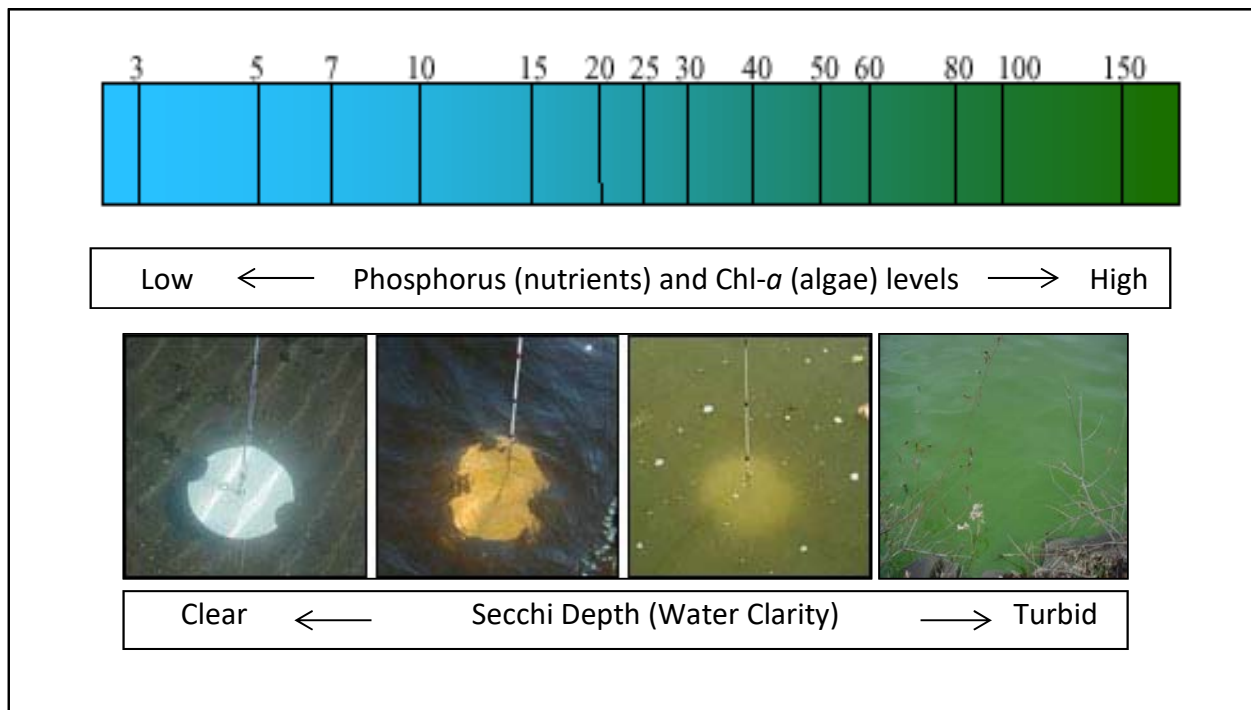 3 5 7 10 15 20 25 30 40 50 60 80 100 150
Low Phosphorus (nutrients) and Chl-a (algae) levels High
Clear Secchi Depth (Water Clarity) Turbid